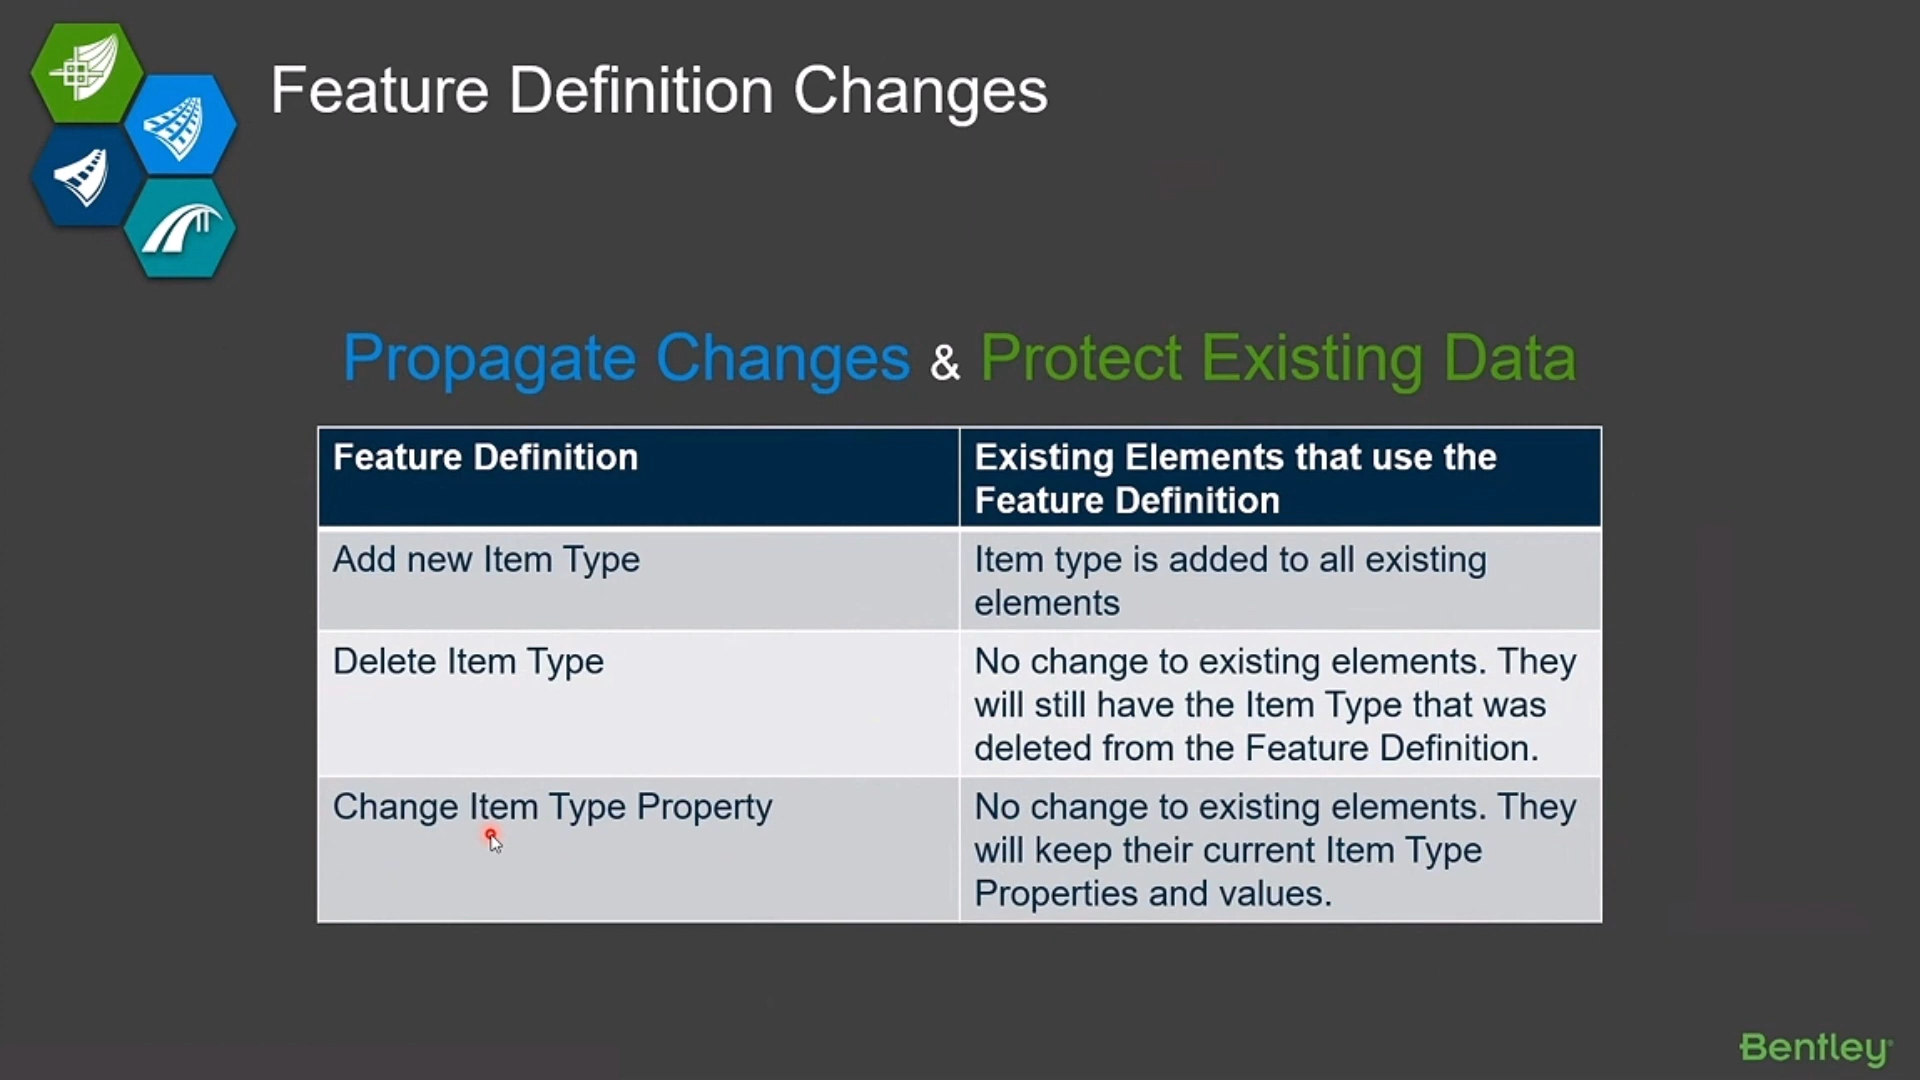 Feature Definition Changes
Propagate Changes & Protect Existing Data
Feature Definition
Existing Elements that use the
Feature Definition
Add new Item Type
Item type is added to all existing
elements
Delete Item Type
No change to existing elements. They
will still have the Item Type that was
deleted from the Feature Definition.
Change Item Type Property
No change to existing elements. They
will keep their current Item Type
Properties and values.
Bentley